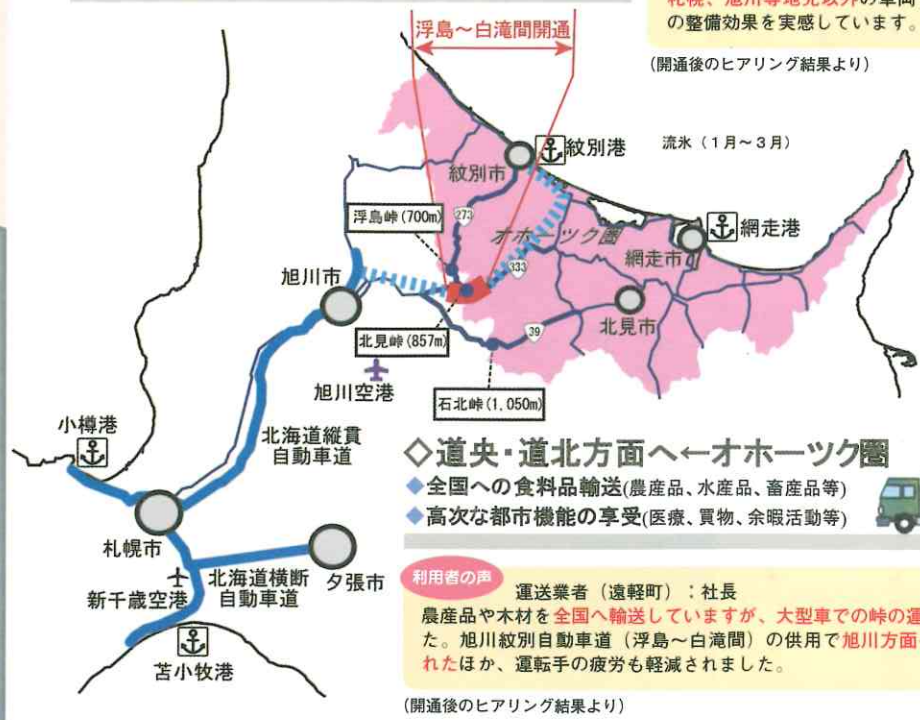 札幌、旭川等地元以外の車両
の整備効果を実感しています。
(開通後のヒアリング結果より)
浮島～白滝間開通
流氷（1月～3月）
紋別港
紋別市
浮島峠(700m)
273
オホーツク圏
網走港
333
網走市
旭川市
北見市
北見峠(857m)
39
旭川空港
石北峠(1,050m)
小樽港
北海道縦貫
自動車道
◇道央・道北方面へ←オホーツク圏
◆全国への食料品輸送(農産品、水産品、畜産品等)
◆高次な都市機能の享受(医療、買物、余暇活動等)
札幌市
新千歳空港
北海道横断
自動車道
夕張市
苫小牧港
利用者の声
運送業者（遠軽町）：社長
農産品や木材を全国へ輸送していますが、大型車での峠の運
た。旭川紋別自動車道（浮島～白滝間）の供用で旭川方面
れたほか、運転手の疲労も軽減されました。
(開通後のヒアリング結果より)